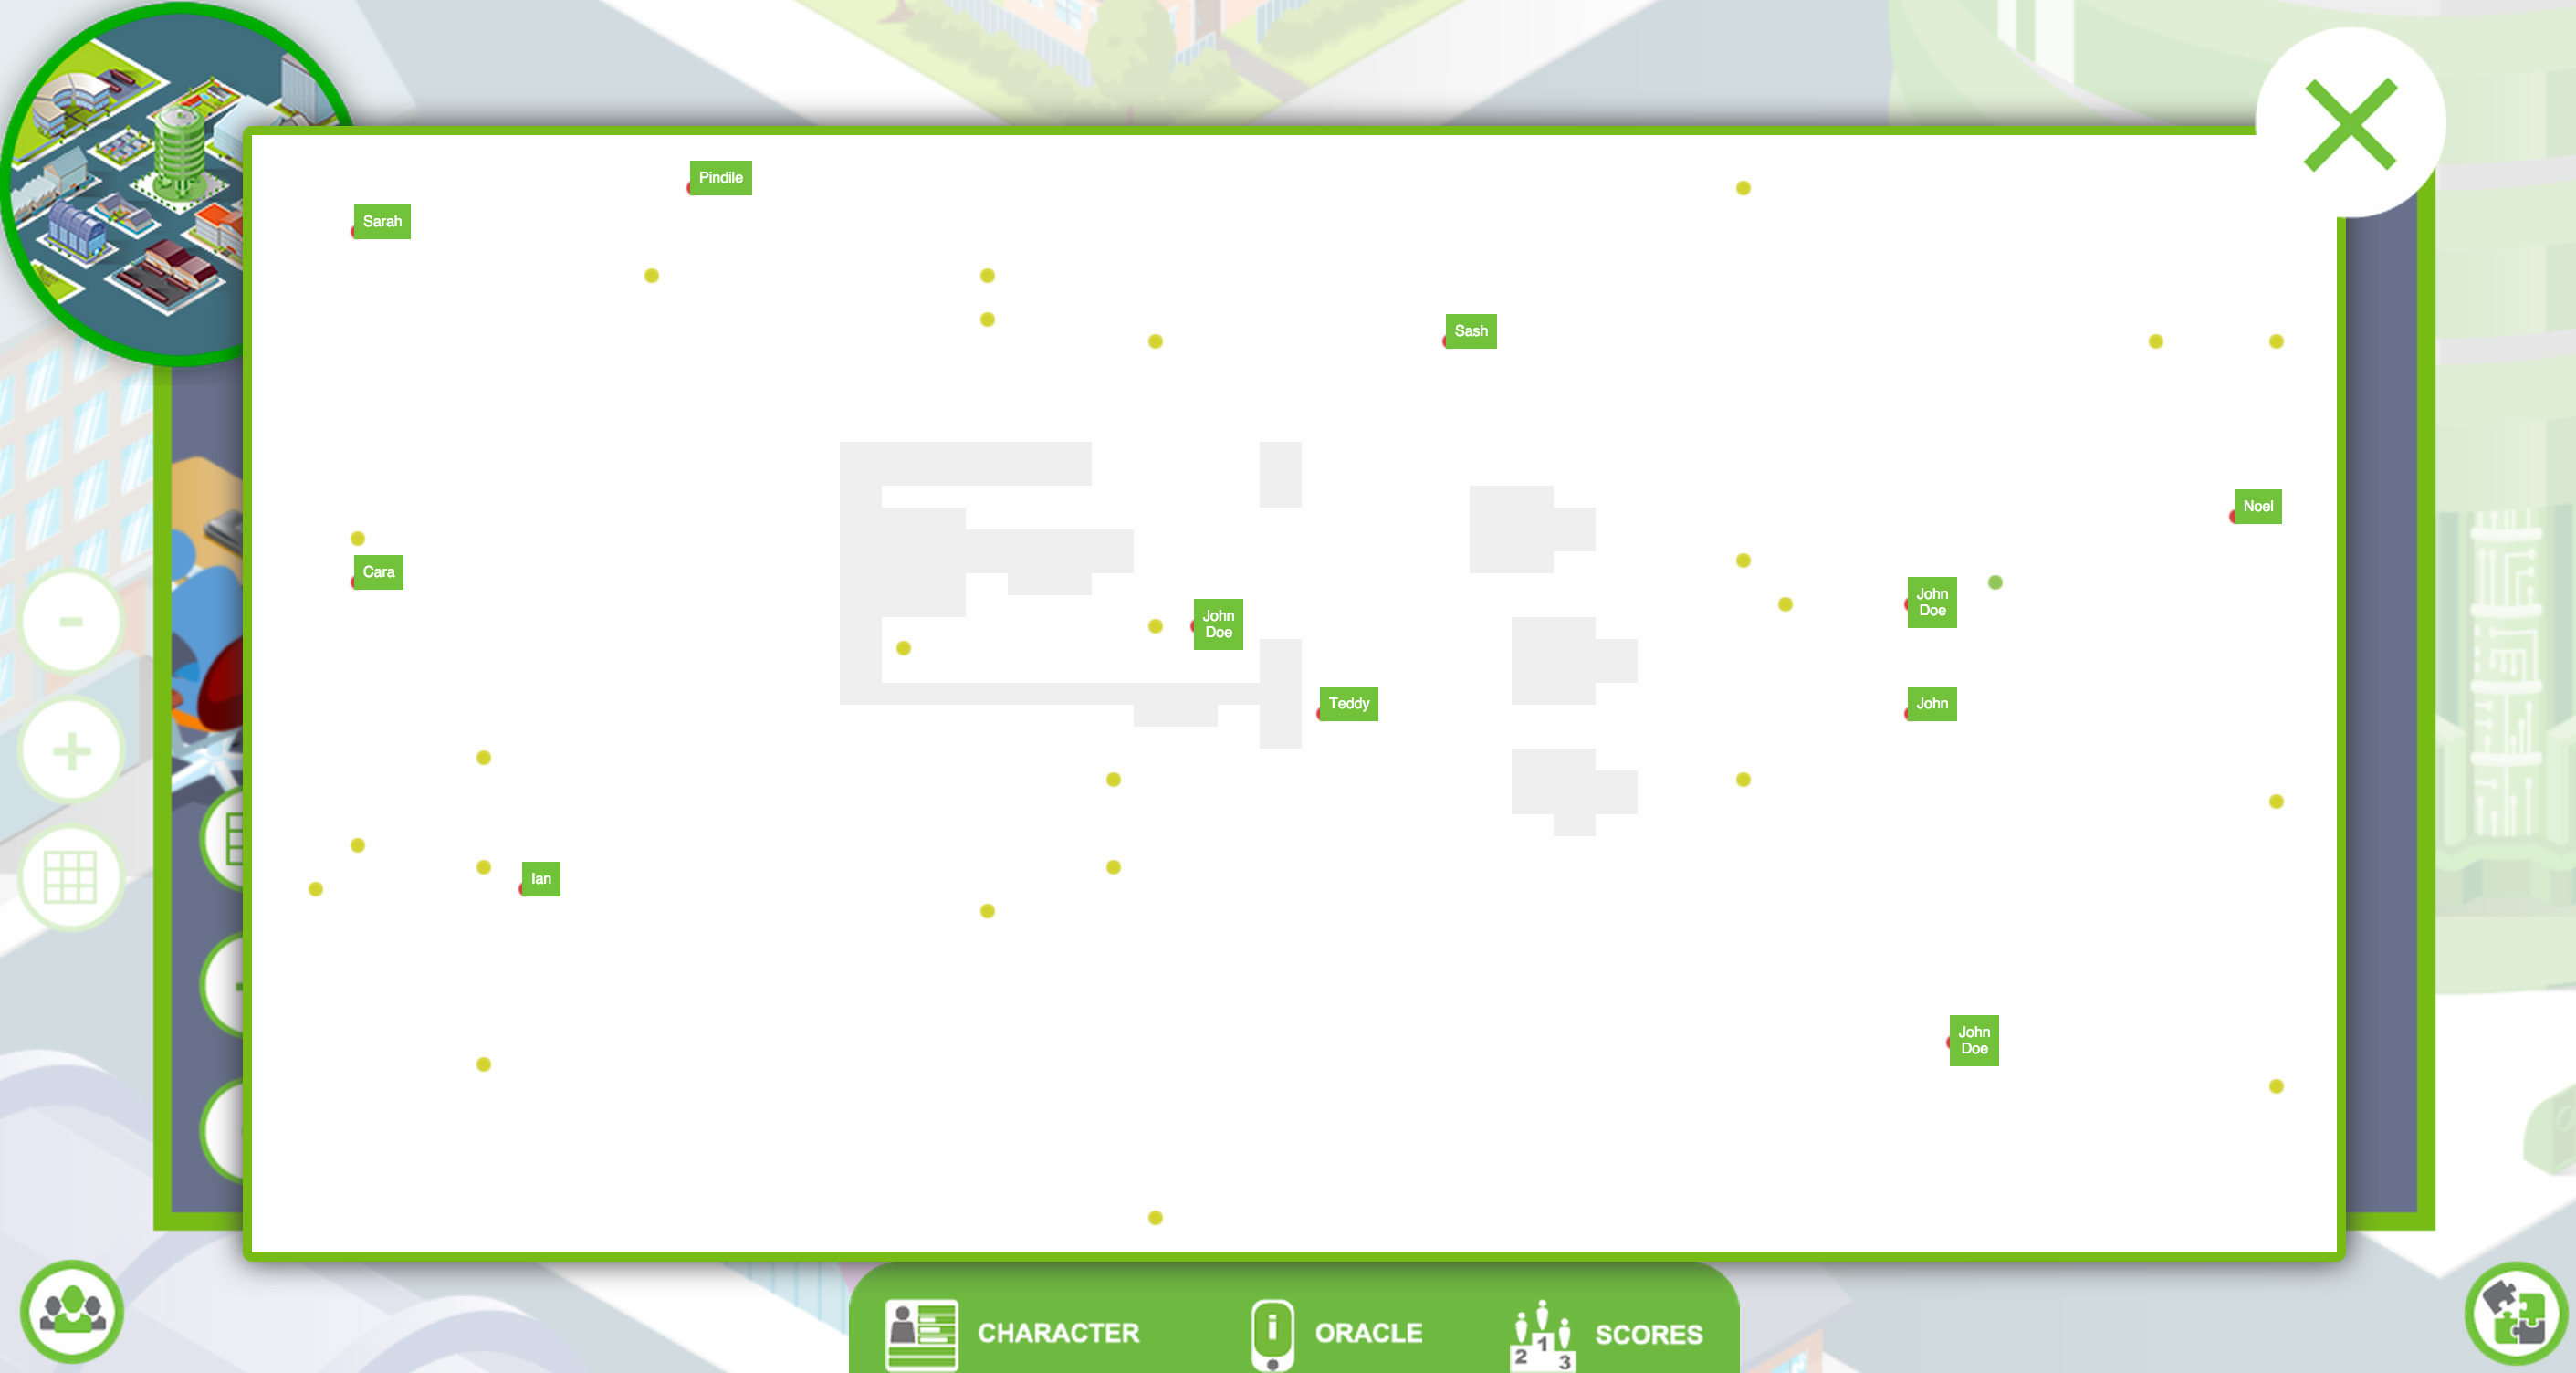 Pindile
Sarah
Sash
Noel
Cara
John
Doe
John
Doe
Teddy
John
Ian
John
Doe
CHARACTER
i
ORACLE
2 1 3
SCORES